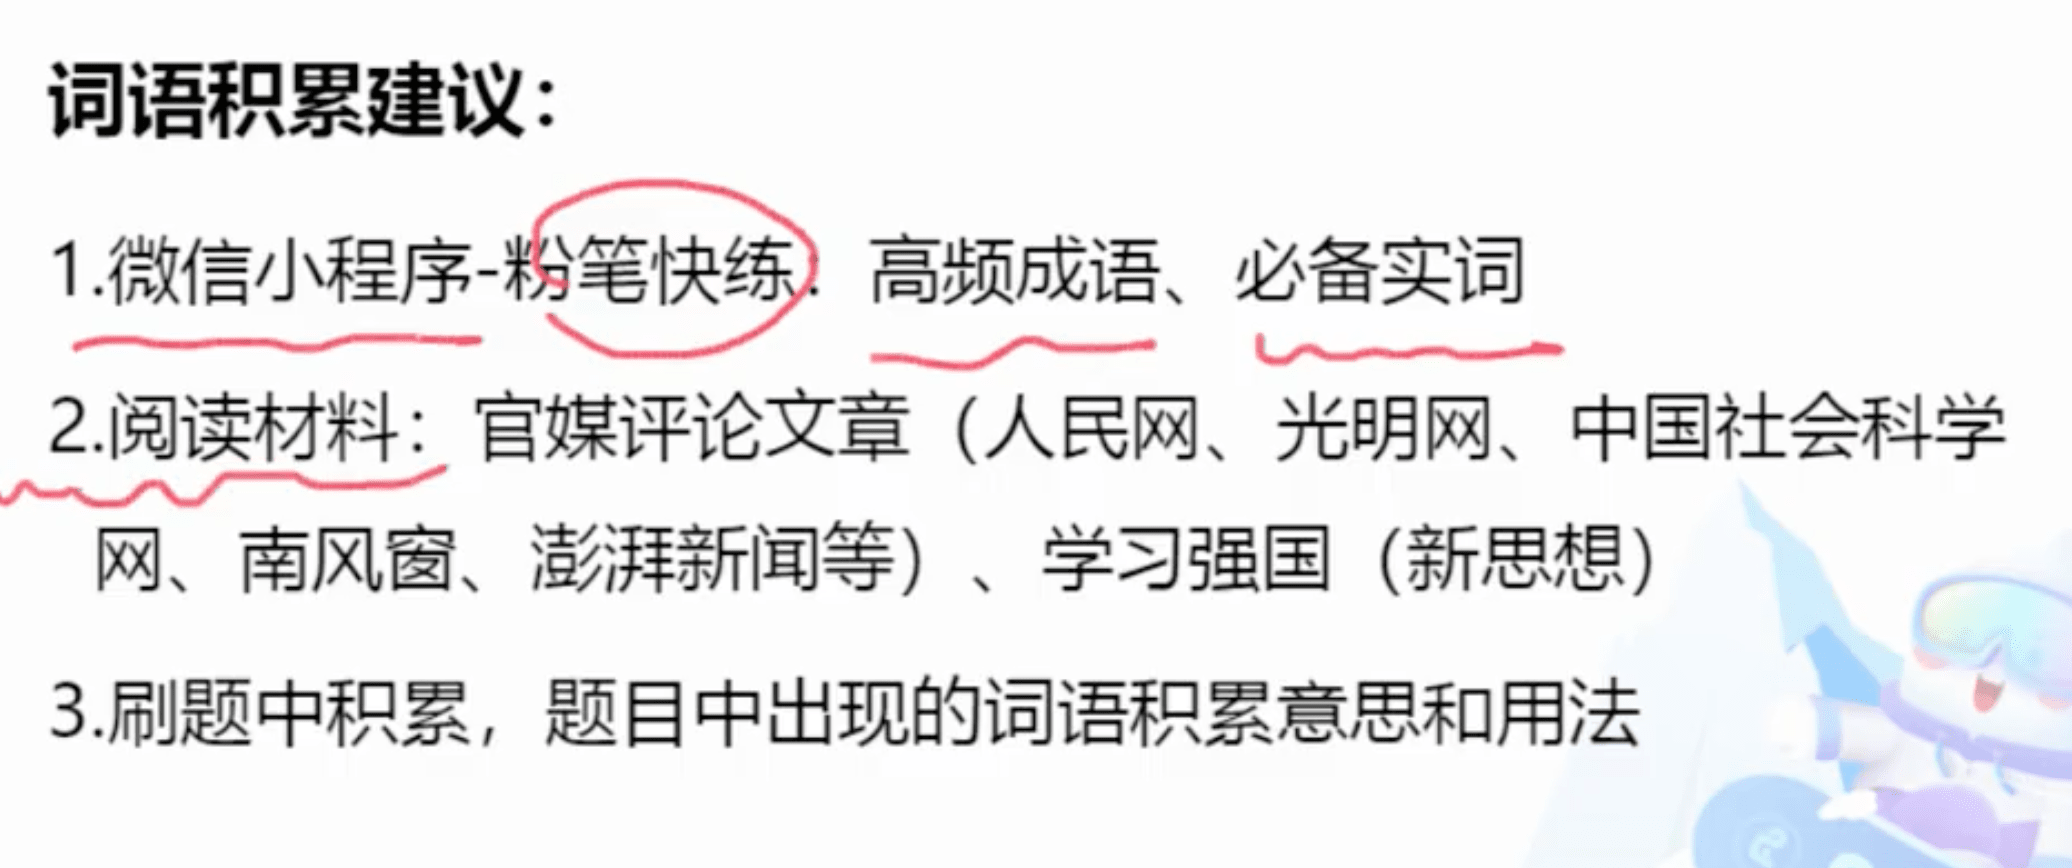 词语积累建议：
1.微信小程序-粉笔快练：高频成语、必备实词
2.阅读材料：官媒评论文章（人民网、光明网、中国社会科学
网、南风窗、澎湃新闻等）、学习强国（新思想）
3.刷题中积累，题目中出现的词语积累意思和用法